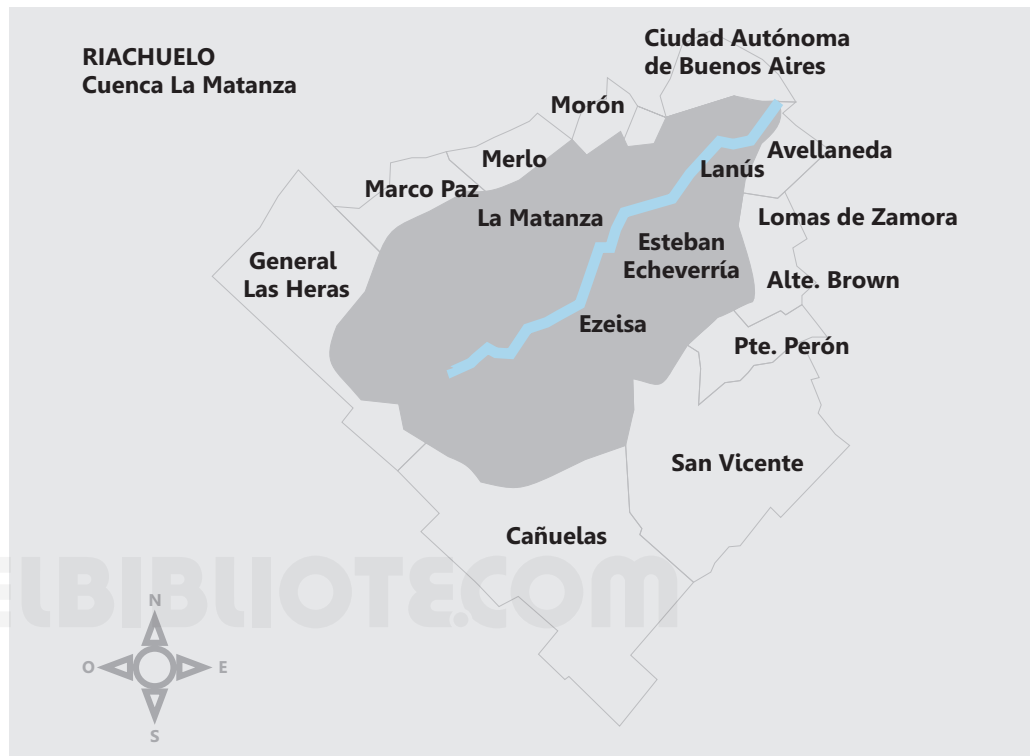 RIACHUELO
Cuenca La Matanza
Ciudad Autónoma
de Buenos Aires
Morón
Merlo
Avellaneda
Lanús
Marco Paz
La Matanza
Lomas de Zamora
Esteban
Echeverría
General
Las Heras
Alte. Brown
Ezeisa
Pte. Perón
San Vicente
Cañuelas
ELBIBLIOTE.COM
N
O
E
S